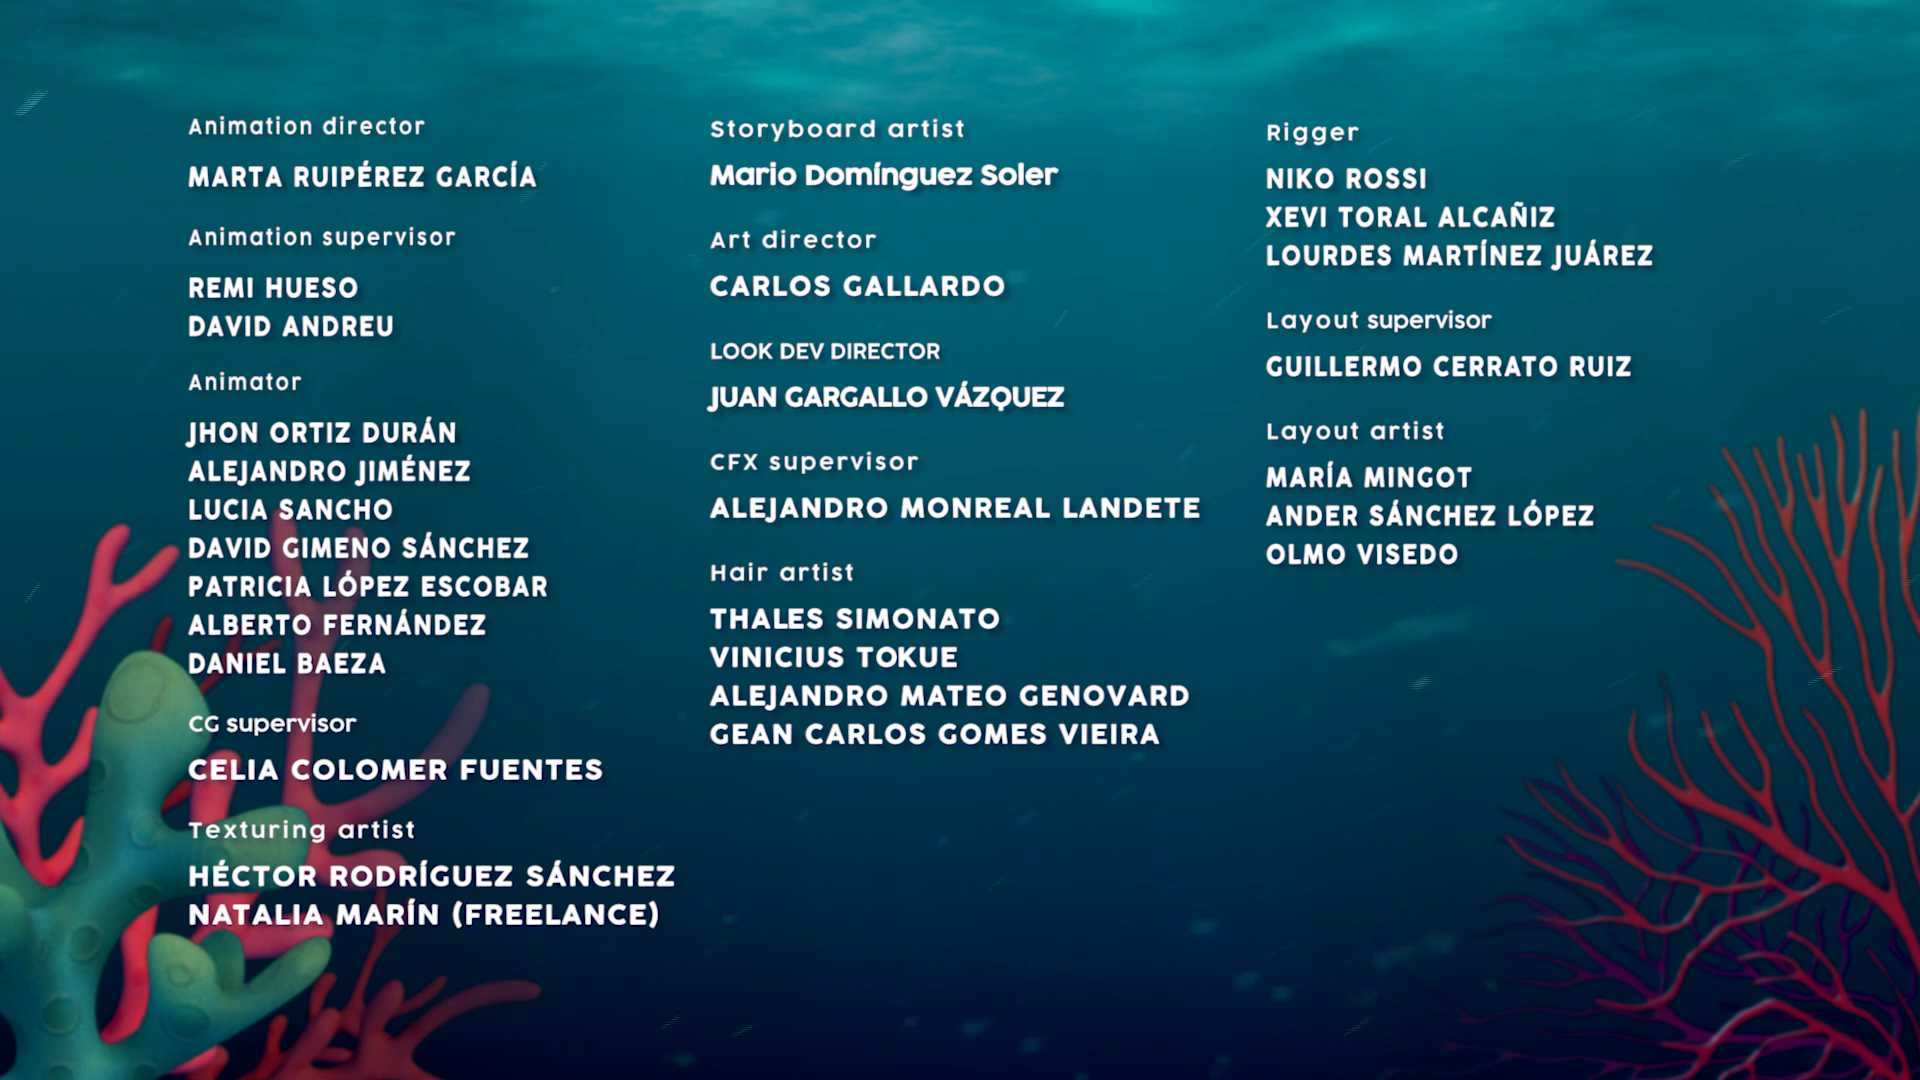 Animation director
MARTA RUIPÉREZ GARCÍA
Animation supervisor
REMI HUESO
DAVID ANDREU
Animator
JHON ORTIZ DURÁN
ALEJANDRO JIMÉNEZ
LUCIA SANCHO
DAVID GIMENO SÁNCHEZ
PATRICIA LÓPEZ ESCOBAR
ALBERTO FERNÁNDEZ
DANIEL BAEZA
CG supervisor
CELIA COLOMER FUENTES
Texturing artist
HÉCTOR RODRÍGUEZ SÁNCHEZ
NATALIA MARÍN (FREELANCE)
Storyboard artist
Mario Domínguez Soler
Art director
CARLOS GALLARDO
LOOK DEV DIRECTOR
JUAN GARGALLO VÁZQUEZ
CFX supervisor
ALEJANDRO MONREAL LANDETE
Hair artist
THALES SIMONATO
VINICIUS TOKUE
ALEJANDRO MATEO GENOVARD
GEAN CARLOS GOMES VIEIRA
Rigger
NIKO ROSSI
XEVI TORAL ALCAÑIZ
LOURDES MARTÍNEZ JUÁREZ
Layout supervisor
GUILLERMO CERRATO RUIZ
Layout artist
MARÍA MINGOT
ANDER SÁNCHEZ LÓPEZ
OLMO VISEDO